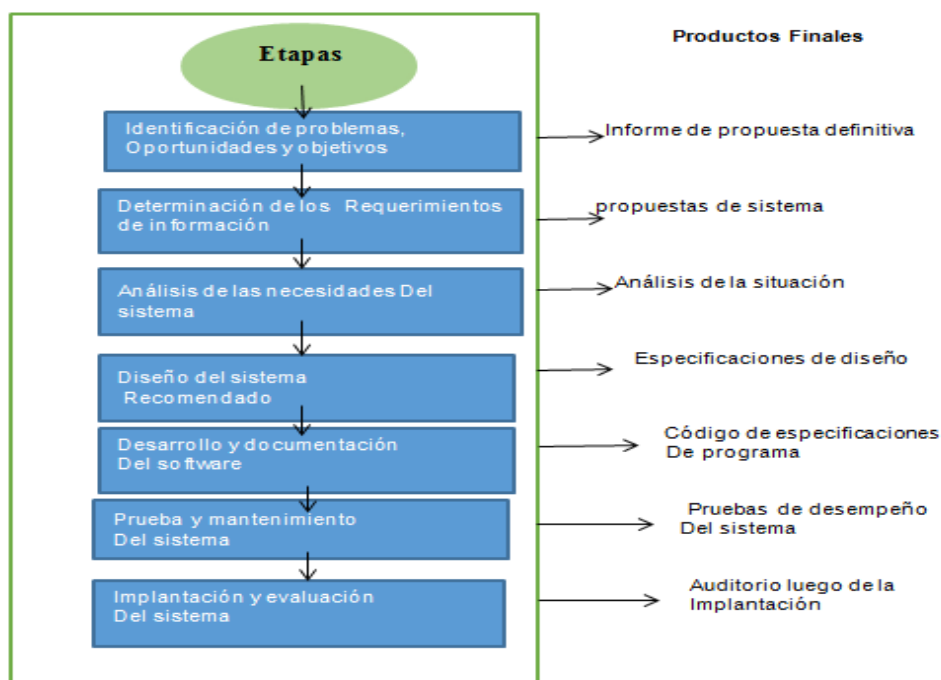 Etapas
Productos Finales
Identificación de problemas,
Oportunidades y objetivos
Informe de propuesta definitiva
Determinación de los Requerimientos
de información
propuestas de sistema
Análisis de las necesidades Del
sistema
Análisis de la situación
Diseño del sistema
Recomendado
Especificaciones de diseño
Desarrollo y documentación
Del software
Código de especificaciones
De programa
Prueba y mantenimiento
Del sistema
Pruebas de desempeño
Del sistema
Implantación y evaluación
Del sistema
Auditorio luego de la
Implantación